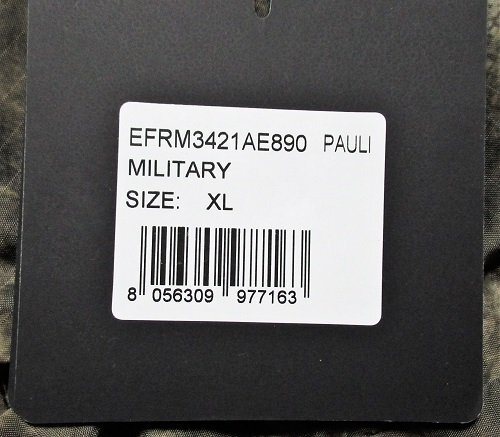 EFRM3421AE890 PAULI
MILITARY
SIZE: XL
8 056309 977163